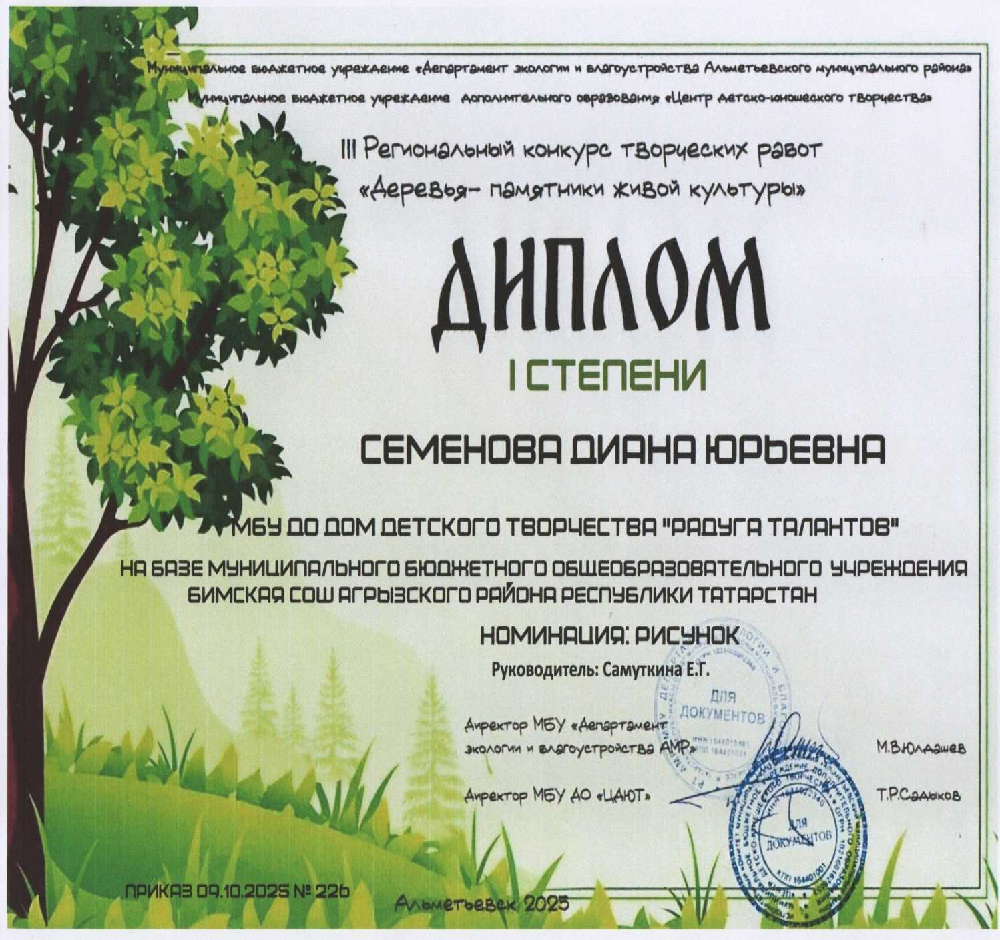 Муниципальное бюджетное учреждение «Департамент экологии и благоустройства Альметьевского муниципального района»
Муниципальное бюджетное учреждение дополнительного образования «Центр детско-юношеского творчества»
III Региональный конкурс творческих работ
«Деревья- памятники живой культуры»
ДИПЛОМ
I СТЕПЕНИ
СЕМЕНОВА ДИАНА ЮРЬЕВНА
МБУ ДО ДОМ ДЕТСКОГО ТВОРЧЕСТВА "РАДУГА ТАЛАНТОВ"
НА БАЗЕ МУНИЦИПАЛЬНОГО БЮДЖЕТНОГО ОБЩЕОБРАЗОВАТЕЛЬНОГО УЧРЕЖДЕНИЯ
БИМСКАЯ СОШ АГРЫЗСКОГО РАЙОНА РЕСПУБЛИКИ ТАТАРСТАН
НОМИНАЦИЯ: РИСУНОК
Руководитель: Самуткина Е.Г.
ДЛЯ
ДОКУМЕНТОВ
Директор МБУ «Департамент
экологии и благоустройства АМР»
М.В.Юлдашев
Директор МБУ ДО «ЦДЮТ»
Т.Р.Садыков
ДЛЯ
ДОКУМЕНТОВ
ПРИКАЗ 09.10.2025 № 226
Альметьевск 2025